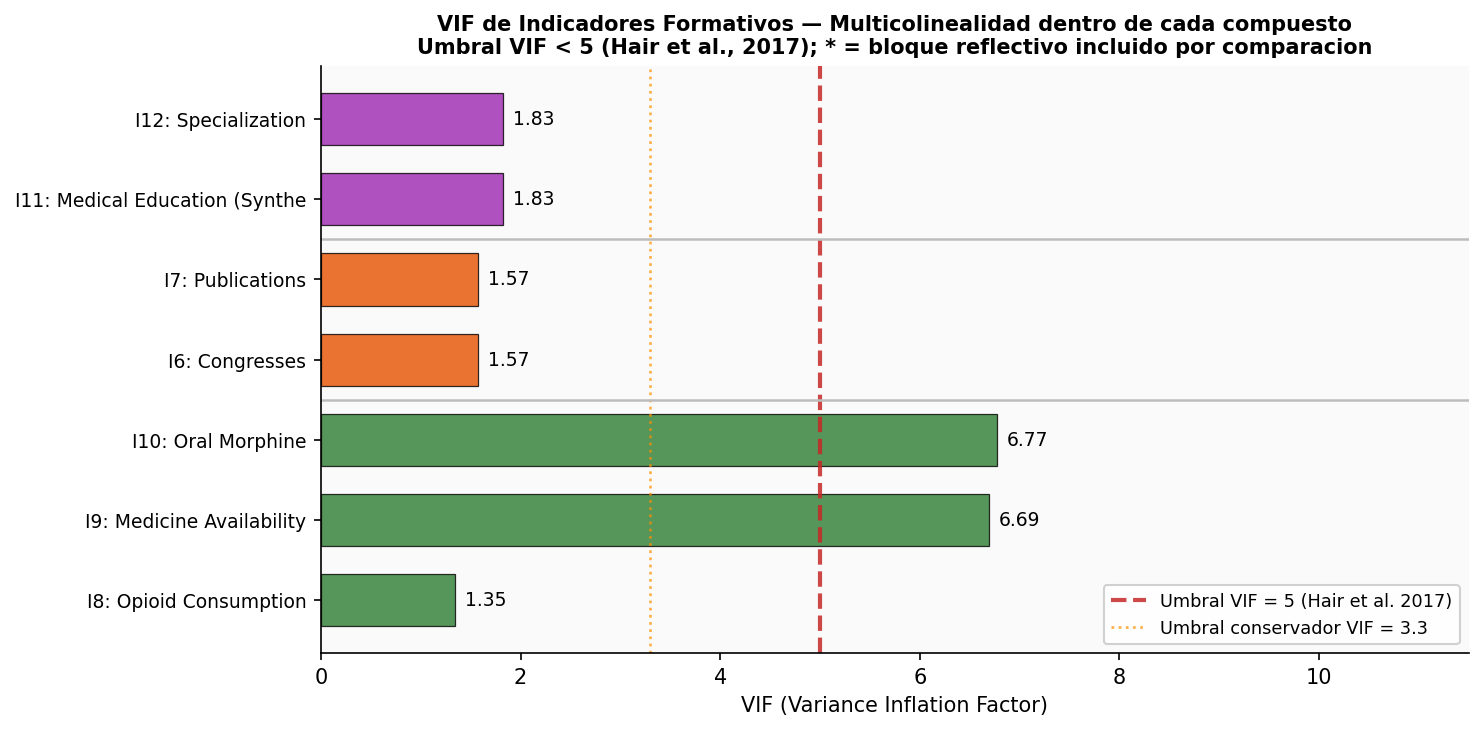 VIF de Indicadores Formativos — Multicolinealidad dentro de cada compuesto
Umbral VIF < 5 (Hair et al., 2017); * = bloque reflectivo incluido por comparacion
I12: Specialization
1.83
I11: Medical Education (Synthe
1.83
I7: Publications
1.57
I6: Congresses
1.57
I10: Oral Morphine
6.77
I9: Medicine Availability
6.69
I8: Opioid Consumption
1.35
Umbral VIF = 5 (Hair et al. 2017)
Umbral conservador VIF = 3.3
0 2 4 6 8 10
VIF (Variance Inflation Factor)